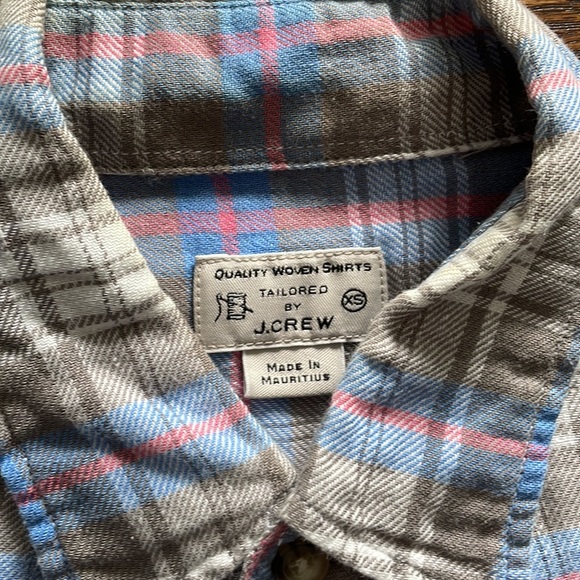 QUALITY WOVEN SHIRTS
TAILORED
BY
XS
J.CREW
MADE IN
MAURITIUS